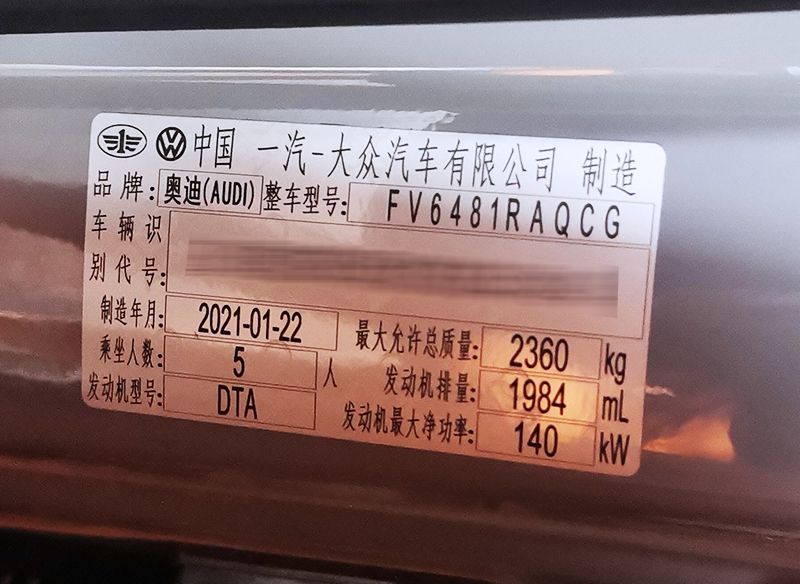 中国 一汽-大众汽车有限公司 制造
品牌: 奥迪(AUDI) 整车型号: FV6481RAQCG
车辆识
别代号:
制造年月: 2021-01-22 最大允许总质量: 2360 kg
乘坐人数: 5 人 发动机排量: 1984 mL
发动机型号: DTA 发动机最大净功率: 140 kW